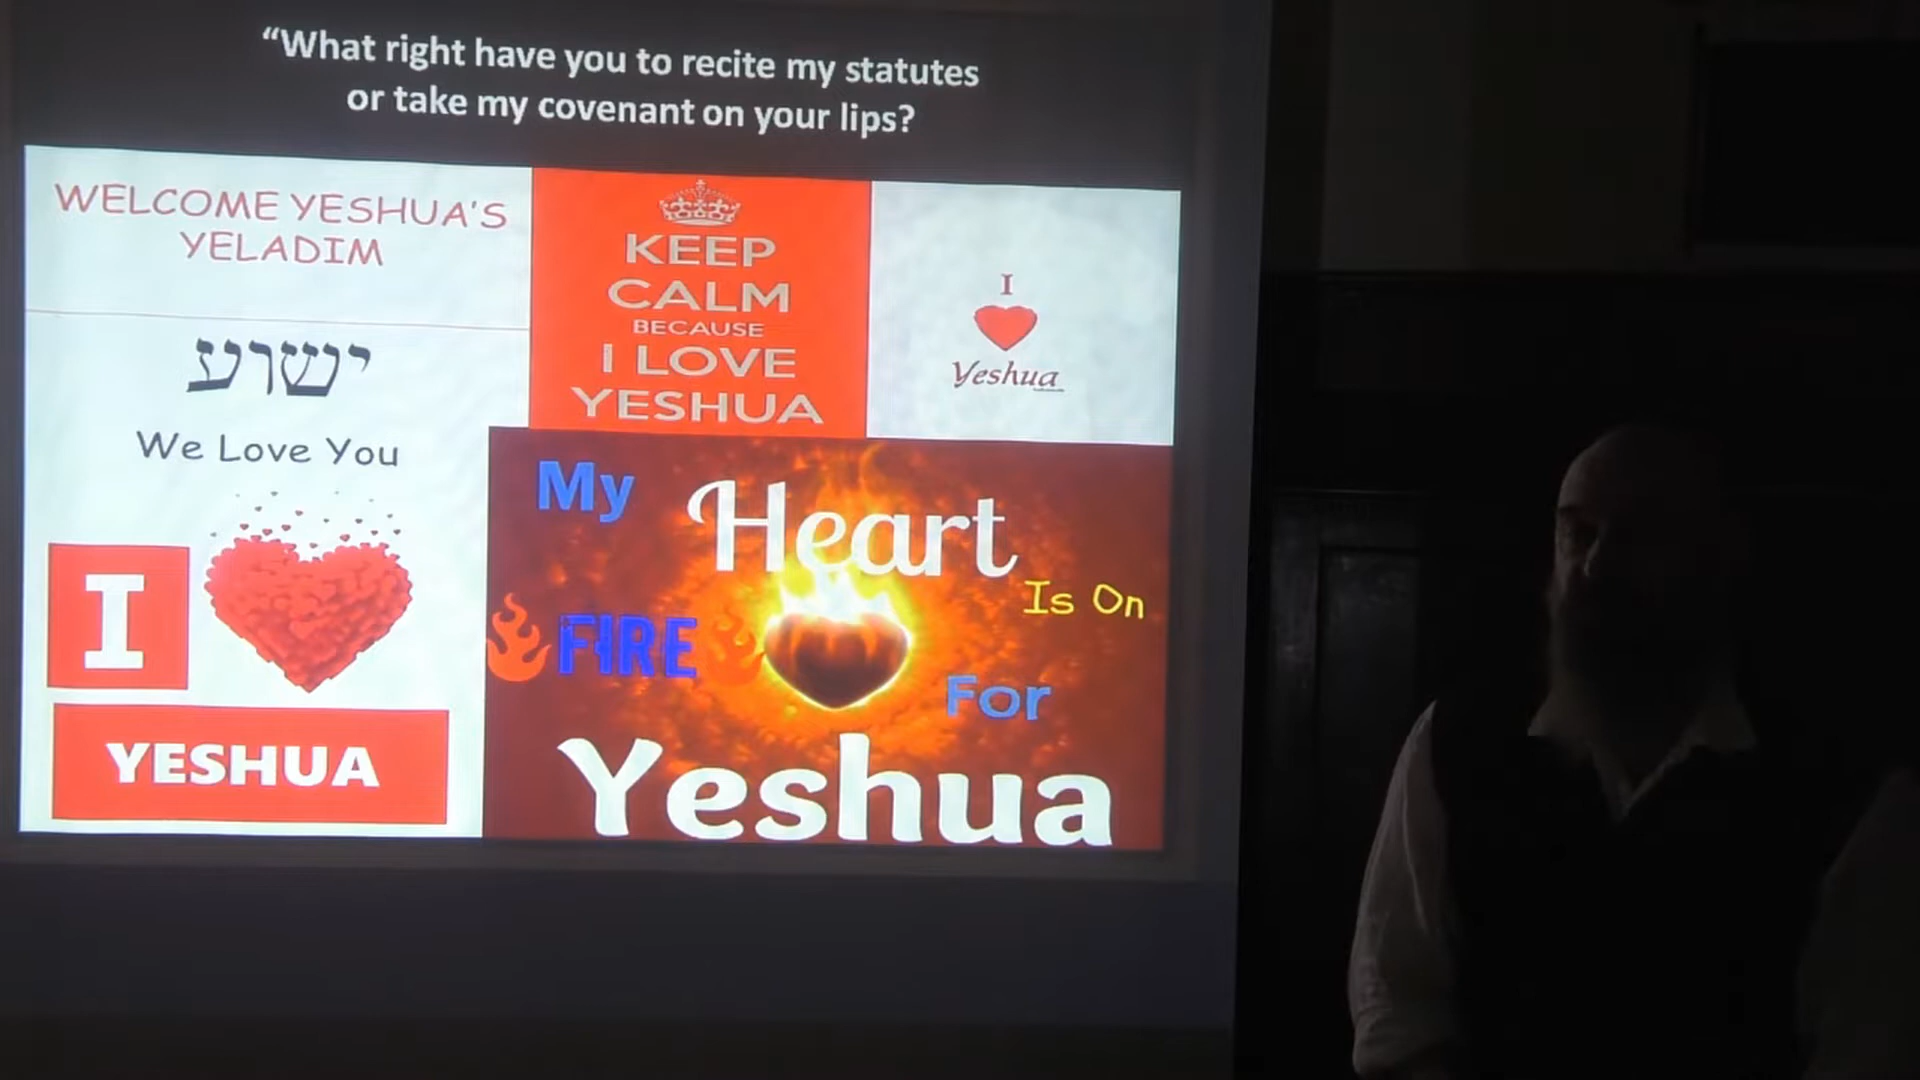 “What right have you to recite my statutes
or take my covenant on your lips?
WELCOME YESHUA'S
YELADIM
ישוע
We Love You
I
YESHUA
KEEP
CALM
BECAUSE
I LOVE
YESHUA
I
Yeshua
My Heart
Is On
FIRE
For
Yeshua